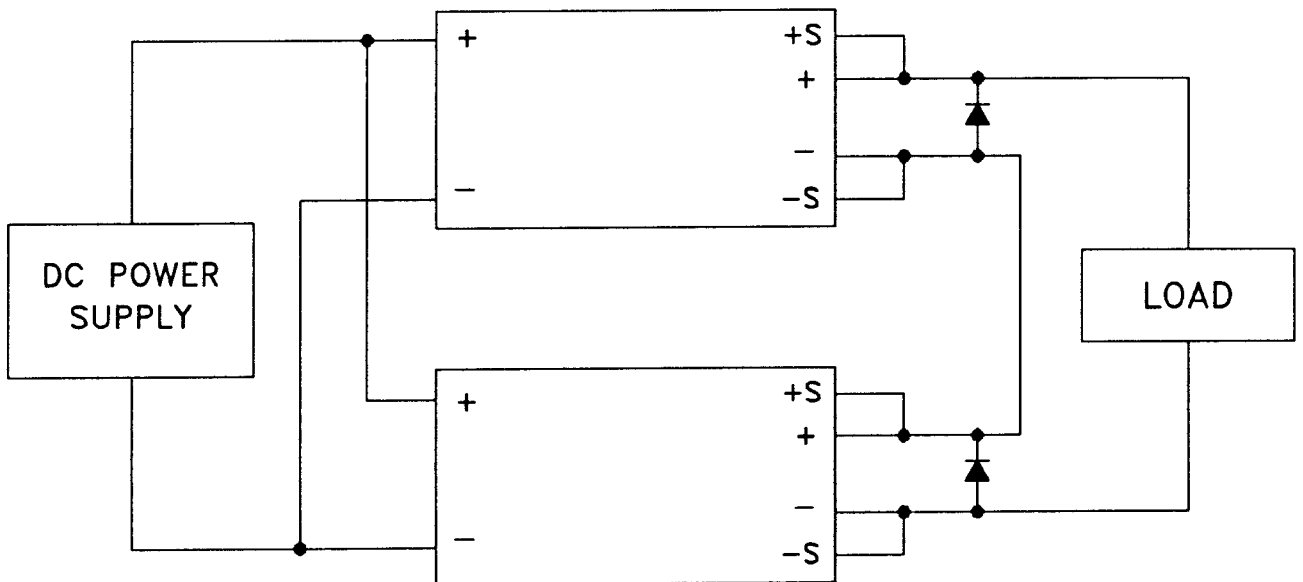 + +S
+
-
- -S
DC POWER
SUPPLY
LOAD
+ +S
+
-
- -S